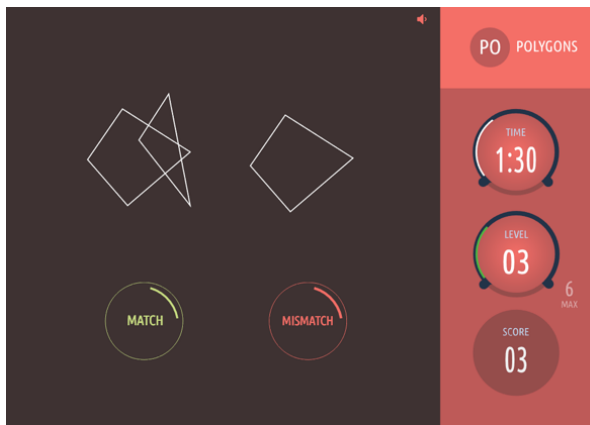 PO POLYGONS
TIME
1:30
LEVEL
03
6
MAX
SCORE
03
MATCH
MISMATCH